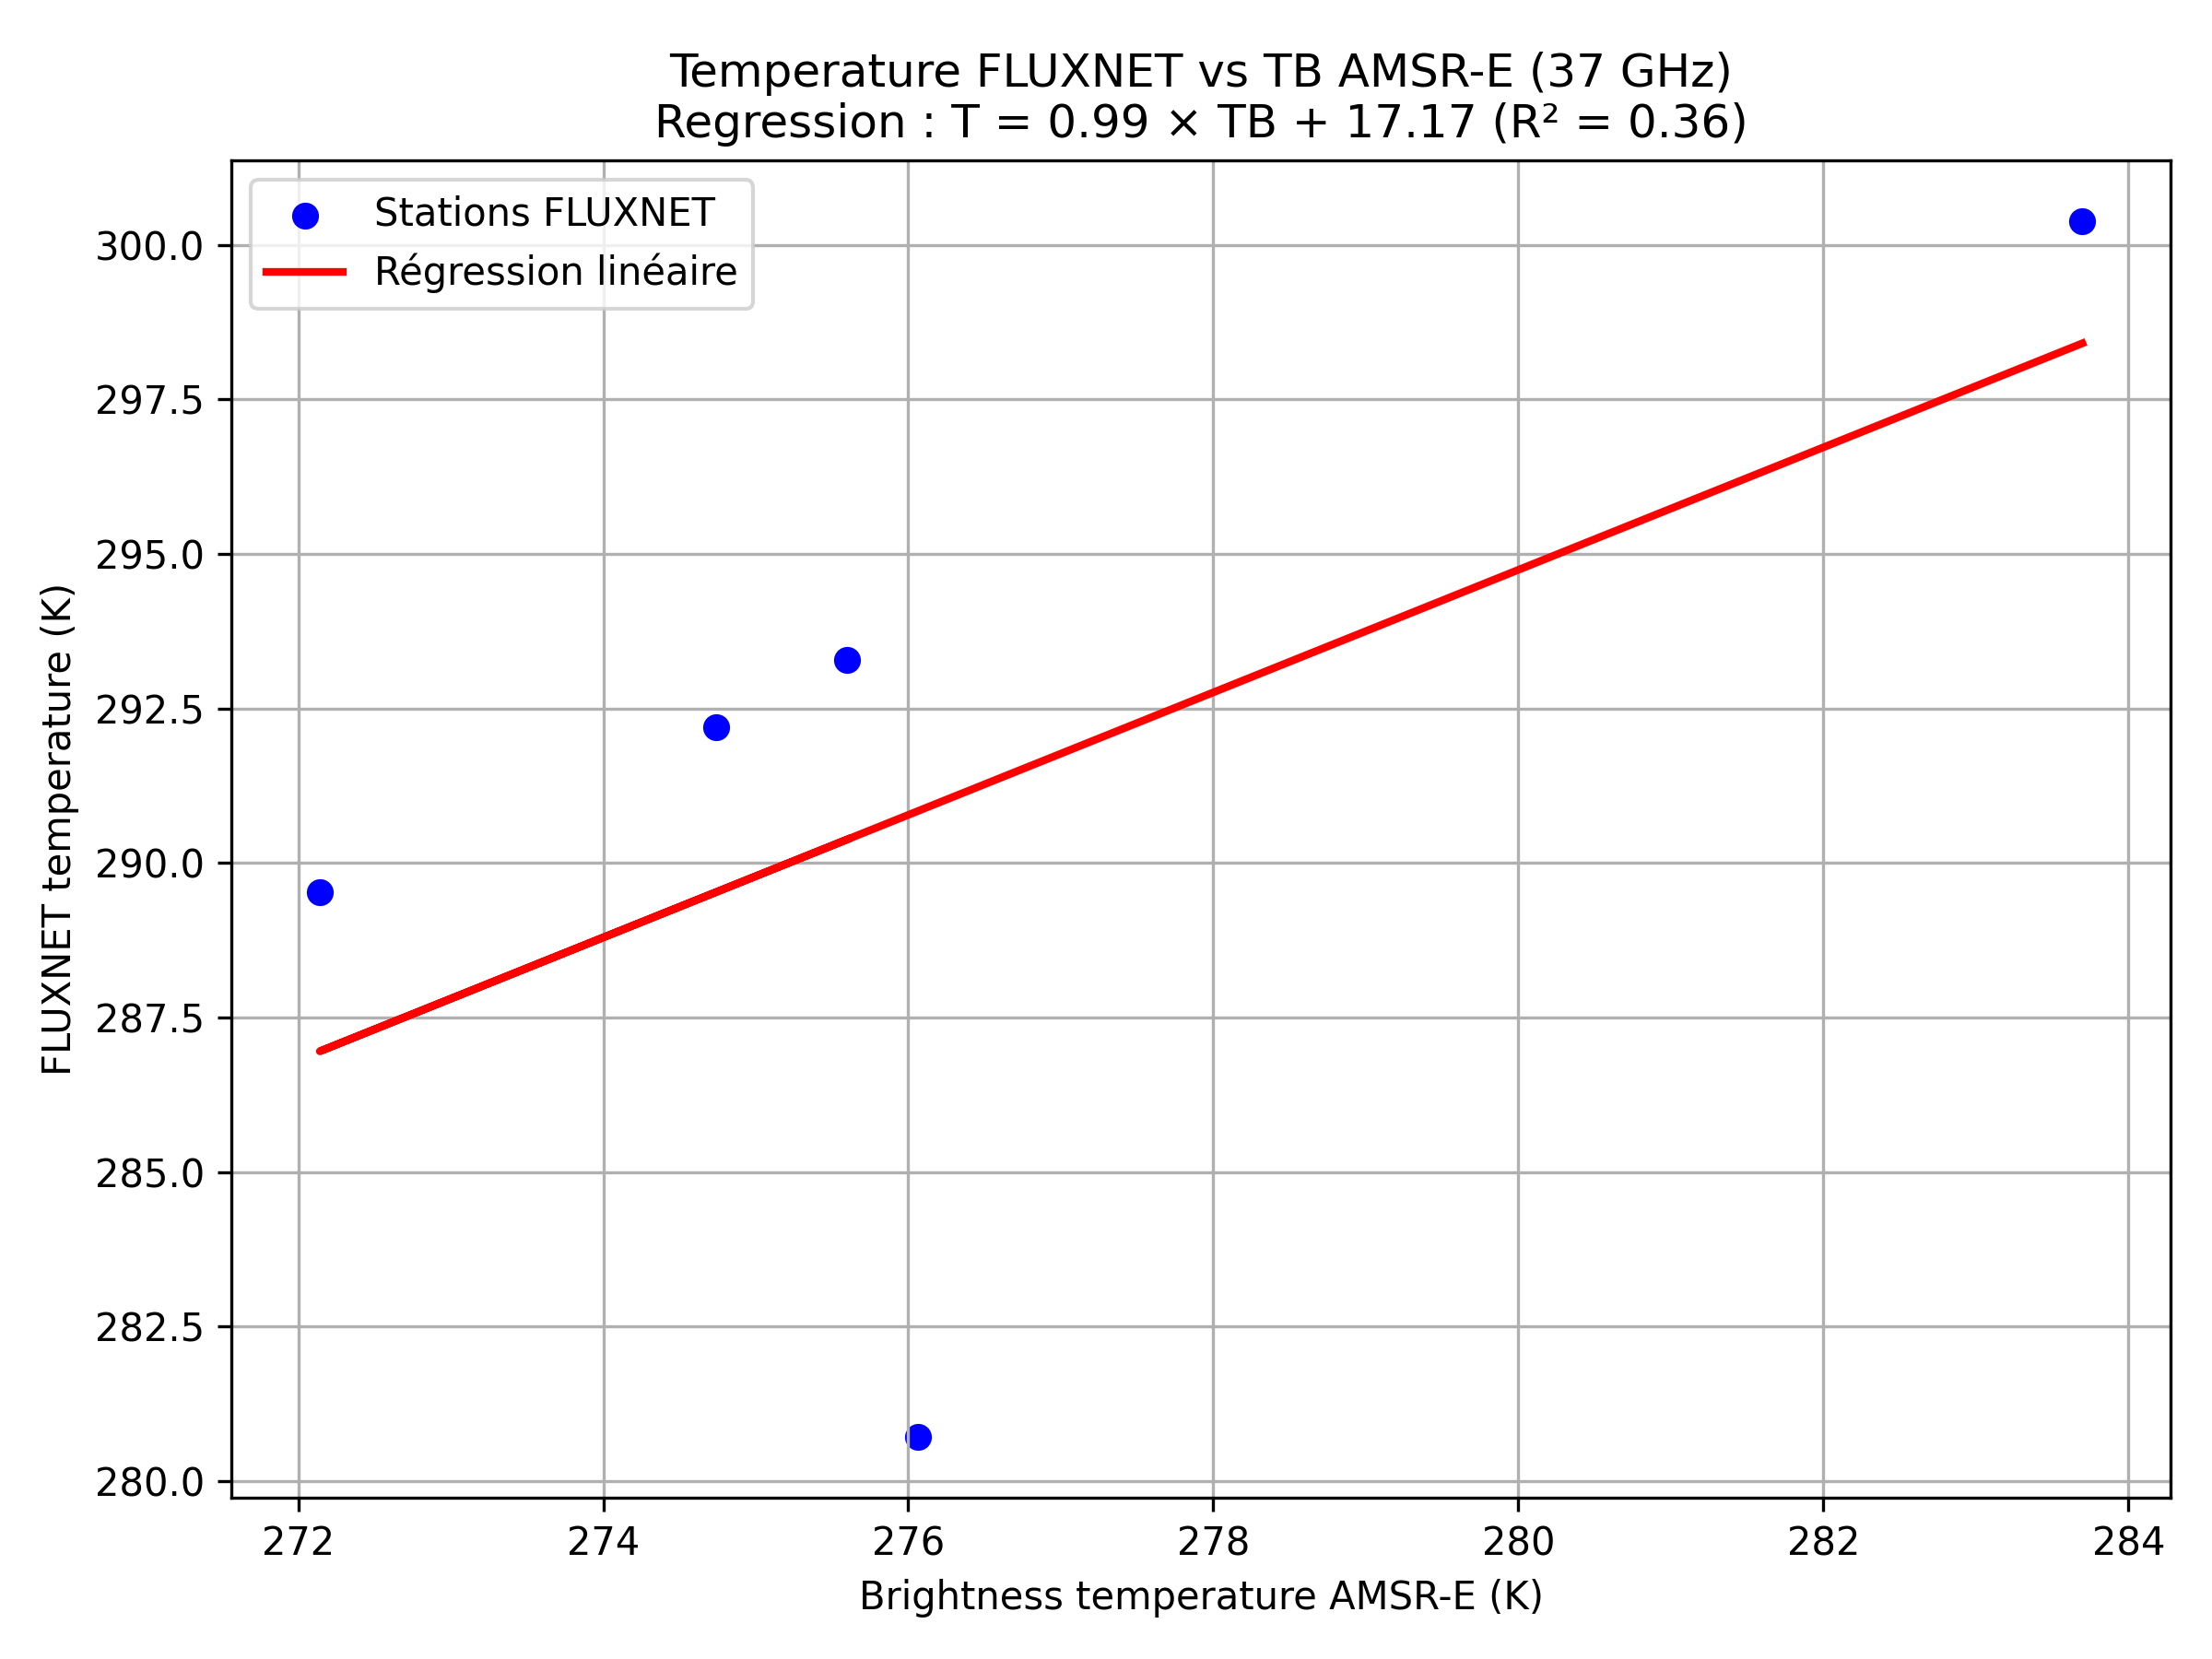 Temperature FLUXNET vs TB AMSR-E (37 GHz)
Regression : T = 0.99 × TB + 17.17 (R² = 0.36)
Stations FLUXNET
Régression linéaire
FLUXNET temperature (K)
300.0
297.5
295.0
292.5
290.0
287.5
285.0
282.5
280.0
272 274 276 278 280 282 284
Brightness temperature AMSR-E (K)